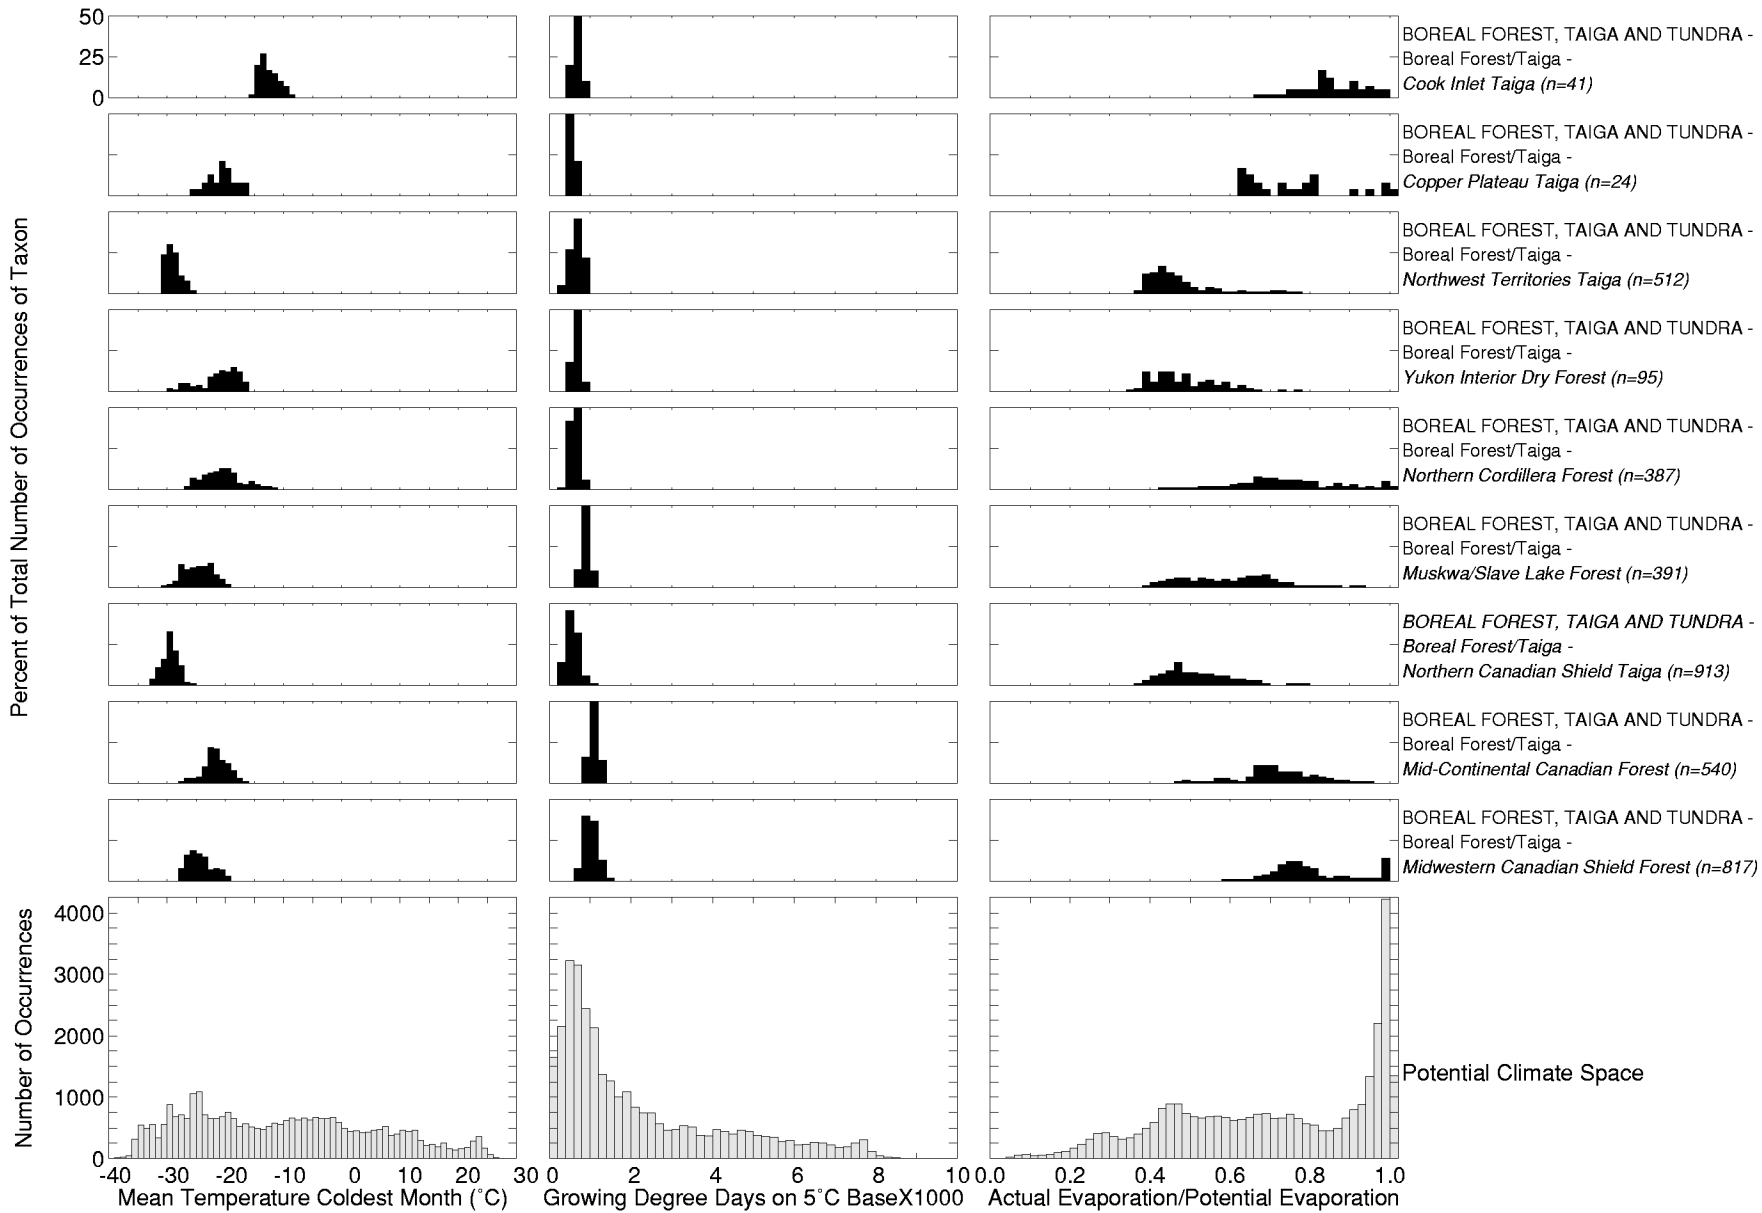 50
25
0
BOREAL FOREST, TAIGA AND TUNDRA -
Boreal Forest/Taiga -
Cook Inlet Taiga (n=41)
BOREAL FOREST, TAIGA AND TUNDRA -
Boreal Forest/Taiga -
Copper Plateau Taiga (n=24)
BOREAL FOREST, TAIGA AND TUNDRA -
Boreal Forest/Taiga -
Northwest Territories Taiga (n=512)
BOREAL FOREST, TAIGA AND TUNDRA -
Boreal Forest/Taiga -
Yukon Interior Dry Forest (n=95)
BOREAL FOREST, TAIGA AND TUNDRA -
Boreal Forest/Taiga -
Northern Cordillera Forest (n=387)
BOREAL FOREST, TAIGA AND TUNDRA -
Boreal Forest/Taiga -
Muskwa/Slave Lake Forest (n=391)
BOREAL FOREST, TAIGA AND TUNDRA -
Boreal Forest/Taiga -
Northern Canadian Shield Taiga (n=913)
BOREAL FOREST, TAIGA AND TUNDRA -
Boreal Forest/Taiga -
Mid-Continental Canadian Forest (n=540)
BOREAL FOREST, TAIGA AND TUNDRA -
Boreal Forest/Taiga -
Midwestern Canadian Shield Forest (n=817)
Percent of Total Number of Occurrences of Taxon
Number of Occurrences
4000
3000
2000
1000
0
Potential Climate Space
-40 -30 -20 -10 0 10 20 30
0 2 4 6 8 10
0.0 0.2 0.4 0.6 0.8 1.0
Mean Temperature Coldest Month (˚C)
Growing Degree Days on 5˚C BaseX1000
Actual Evaporation/Potential Evaporation